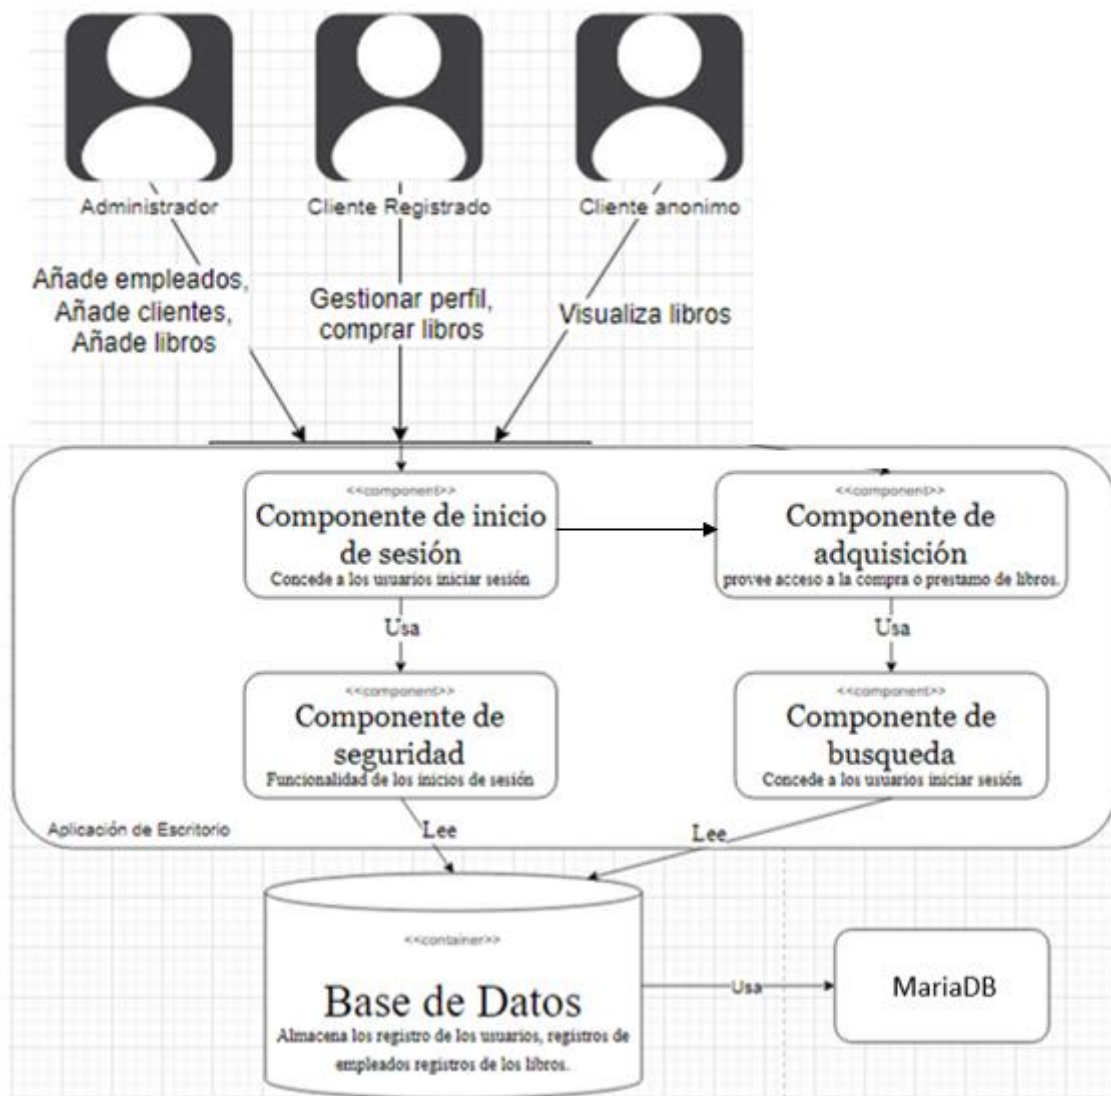 Administrador
Cliente Registrado
Cliente anonimo
Añade empleados,
Añade clientes,
Añade libros
Gestionar perfil,
comprar libros
Visualiza libros
<<component>>
Componente de inicio
de sesión
Concede a los usuarios iniciar sesión
<<component>>
Componente de
adquisición
provee acceso a la compra o prestamo de libros.
Usa
Usa
<<component>>
Componente de
seguridad
Funcionalidad de los inicios de sesión
<<component>>
Componente de
busqueda
Concede a los usuarios iniciar sesión
Aplicación de Escritorio
Lee
Lee
<<container>>
Base de Datos
Almacena los registro de los usuarios, registros de
empleados registros de los libros.
Usa
MariaDB